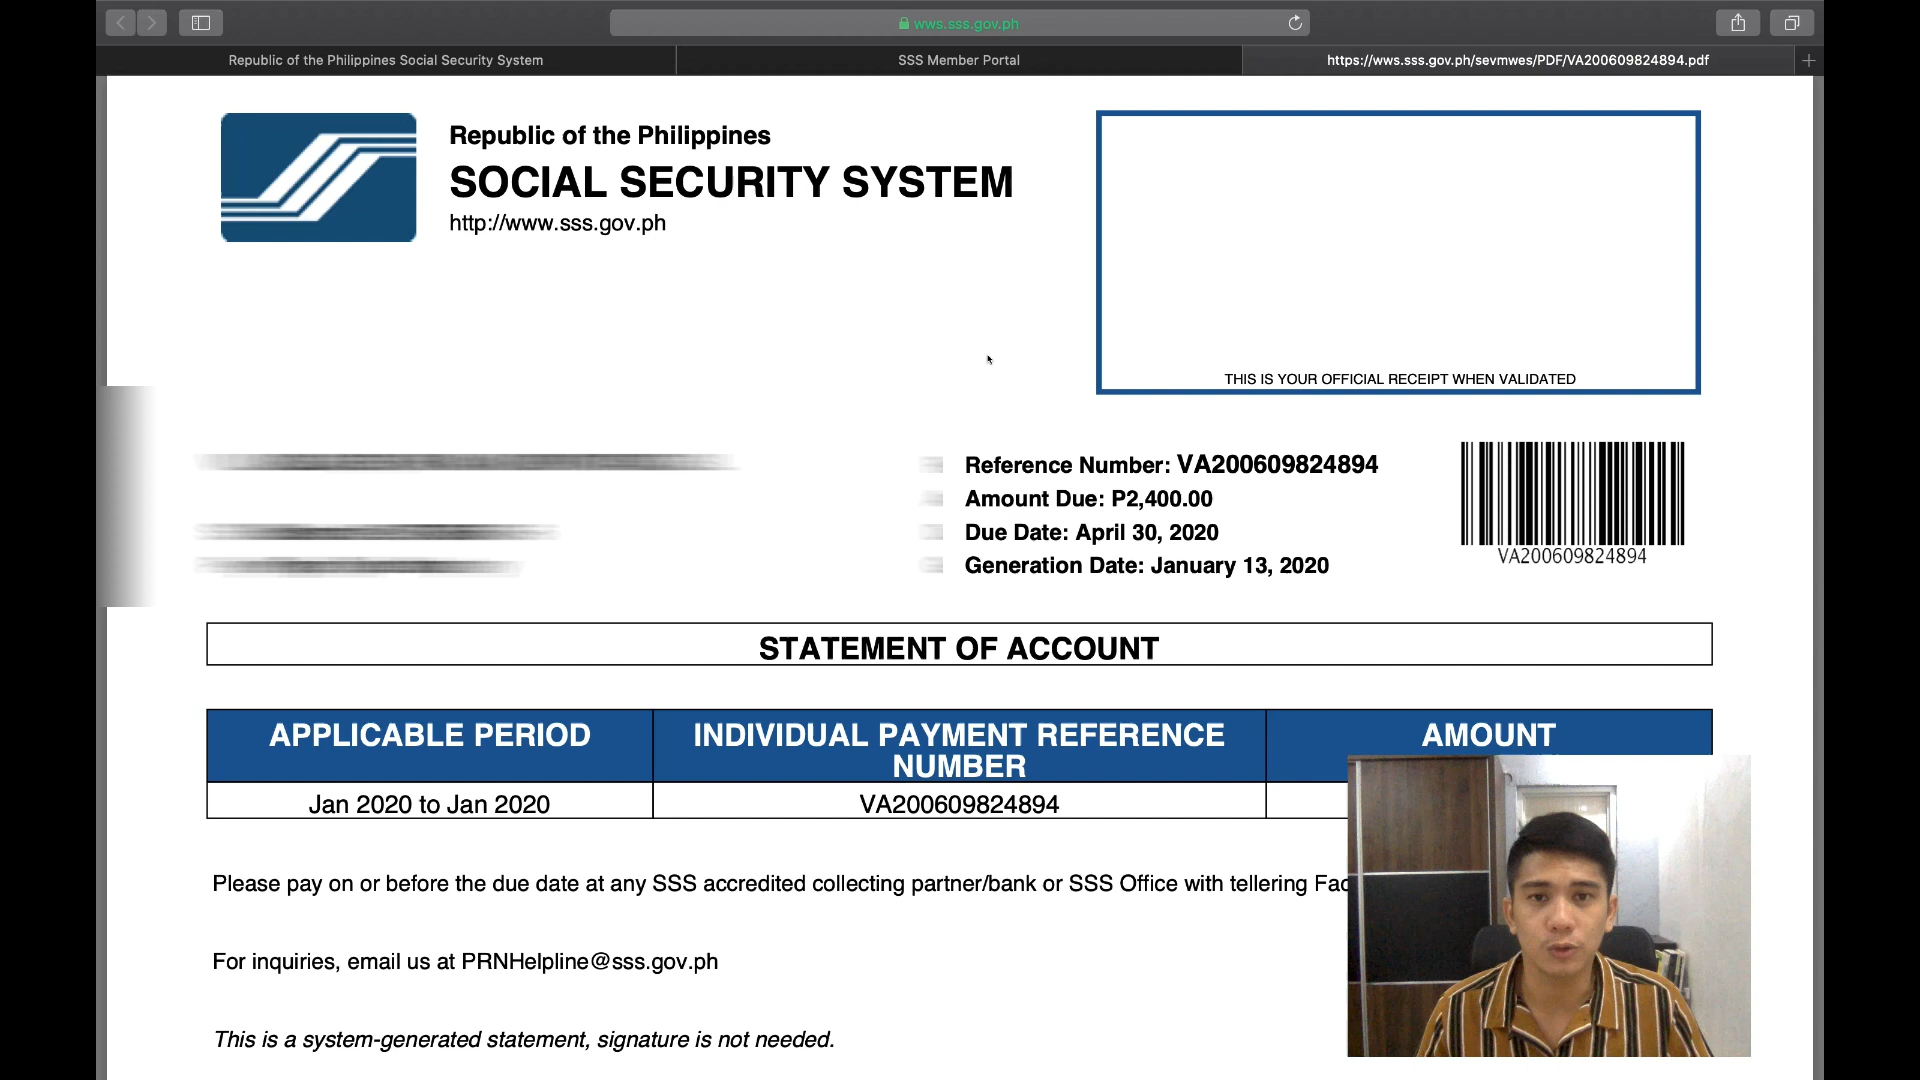 wws.sss.gov.ph
Republic of the Philippines Social Security System
SSS Member Portal
https://wws.sss.gov.ph/sevmwes/PDF/VA200609824894.pdf
Republic of the Philippines
SOCIAL SECURITY SYSTEM
http://www.sss.gov.ph
THIS IS YOUR OFFICIAL RECEIPT WHEN VALIDATED
Reference Number: VA200609824894
Amount Due: P2,400.00
Due Date: April 30, 2020
Generation Date: January 13, 2020
VA200609824894
STATEMENT OF ACCOUNT
APPLICABLE PERIOD
INDIVIDUAL PAYMENT REFERENCE
NUMBER
AMOUNT
Jan 2020 to Jan 2020
VA200609824894
Please pay on or before the due date at any SSS accredited collecting partner/bank or SSS Office with tellering
For inquiries, email us at PRNHelpline@sss.gov.ph
This is a system-generated statement, signature is not needed.